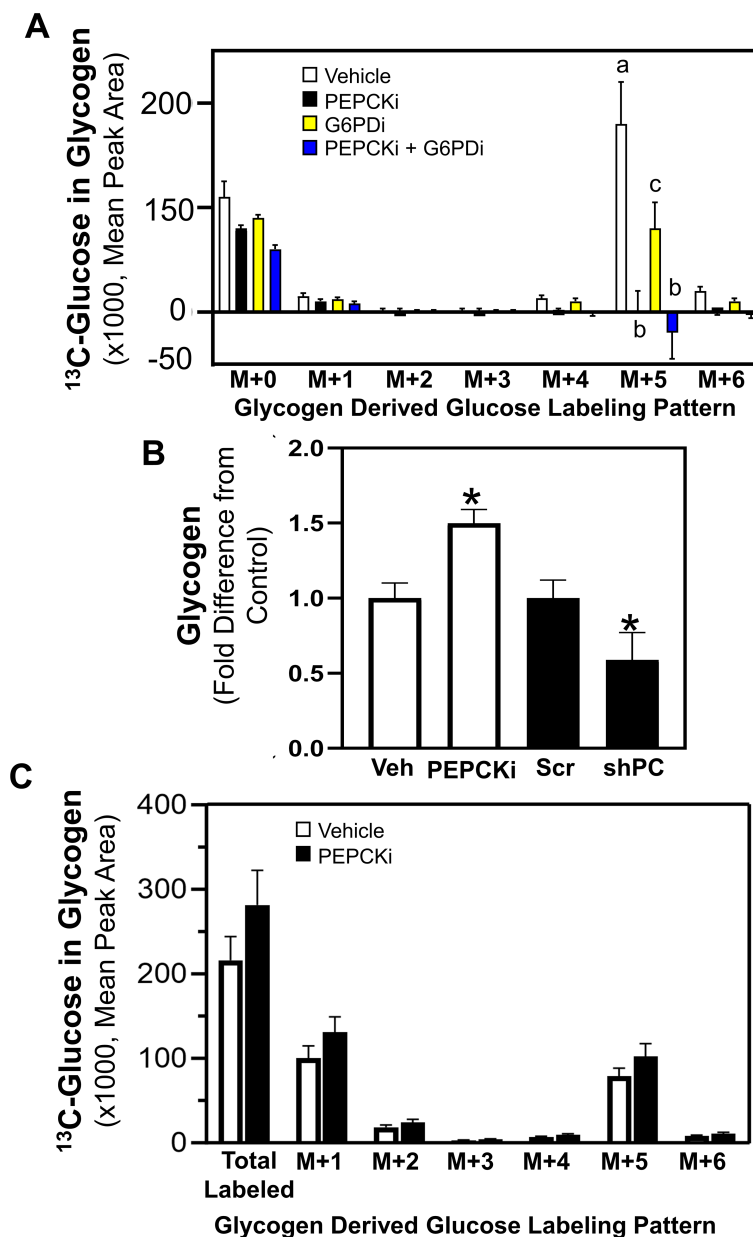 A
¹³C-Glucose in Glycogen
(x1000, Mean Peak Area)
200
150
0
-50
Vehicle
PEPCKi
G6PDi
PEPCKi + G6PDi
a
b
c
b
M+0 M+1 M+2 M+3 M+4 M+5 M+6
Glycogen Derived Glucose Labeling Pattern
B
Glycogen
(Fold Difference from
Control)
2.0
1.5
1.0
0.5
0.0
*
*
Veh PEPCKi Scr shPC
C
¹³C-Glucose in Glycogen
(x1000, Mean Peak Area)
400
300
200
100
0
Vehicle
PEPCKi
Total M+1 M+2 M+3 M+4 M+5 M+6
Labeled
Glycogen Derived Glucose Labeling Pattern